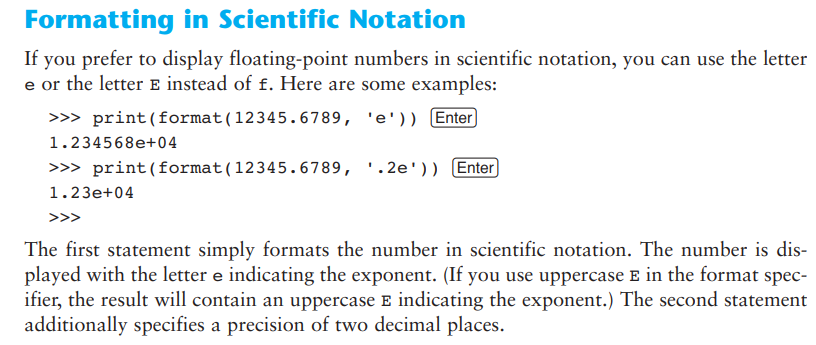 Formatting in Scientific Notation
If you prefer to display floating-point numbers in scientific notation, you can use the letter
e or the letter E instead of f. Here are some examples:
>>> print(format(12345.6789, 'e')) Enter
1.234568e+04
>>> print(format(12345.6789, '.2e')) Enter
1.23e+04
>>>
The first statement simply formats the number in scientific notation. The number is dis-
played with the letter e indicating the exponent. (If you use uppercase E in the format spec-
ifier, the result will contain an uppercase E indicating the exponent.) The second statement
additionally specifies a precision of two decimal places.